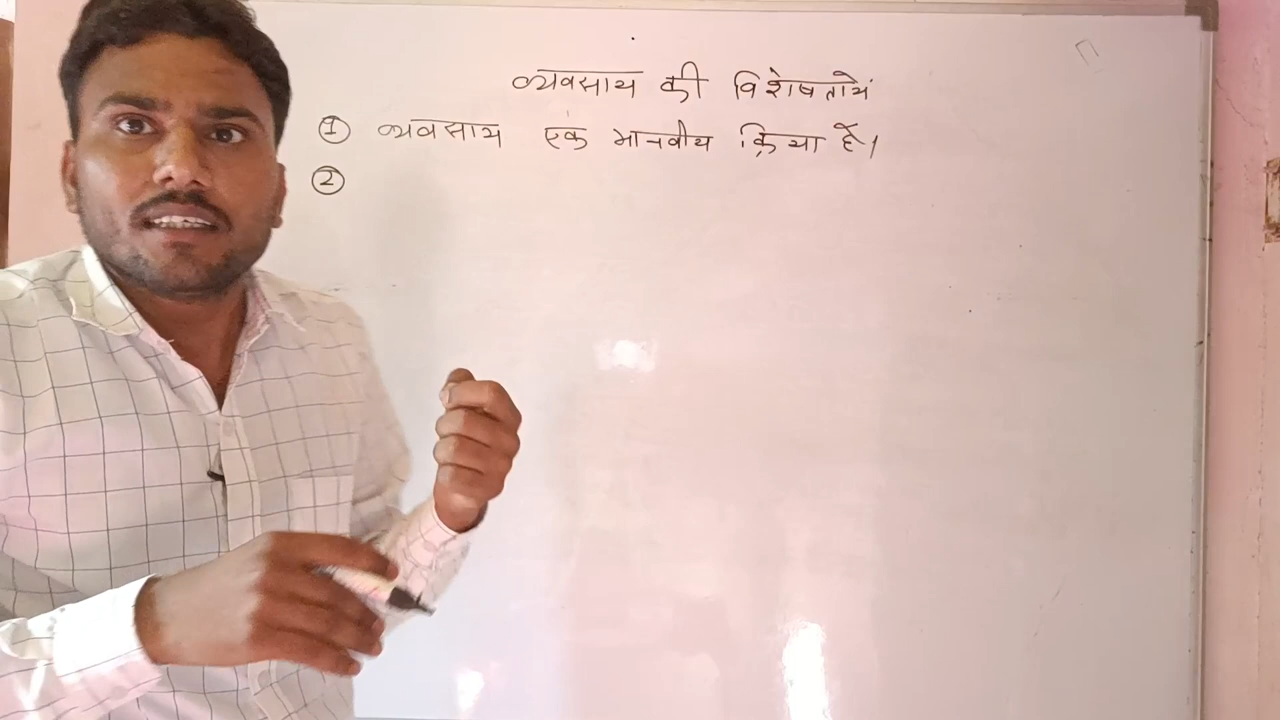 व्यवसाय की विशेषतायें
① व्यवसाय एक मानवीय क्रिया है।
②